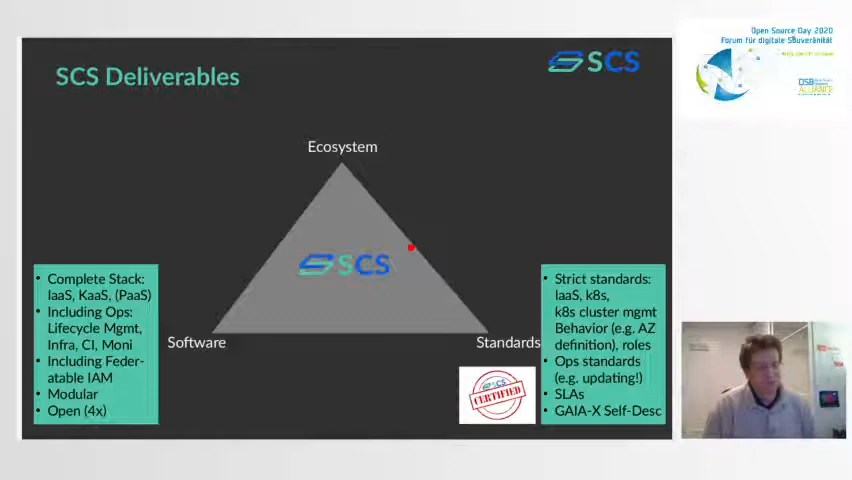 SCS Deliverables
SCS
Open Source Day 2020
Forum für digitale Souveränität
Ecosystem
SCS
Software
Standards
• Complete Stack:
IaaS, KaaS, (PaaS)
• Including Ops:
Lifecycle Mgmt,
Infra, CI, Moni
• Including Feder-
atable IAM
• Modular
• Open (4x)
• Strict standards:
IaaS, k8s,
k8s cluster mgmt
Behavior (e.g. AZ
definition), roles
• Ops standards
(e.g. updating!)
• SLAs
• GAIA-X Self-Desc
SCS
CERTIFIED
OSB
ALLIANCE